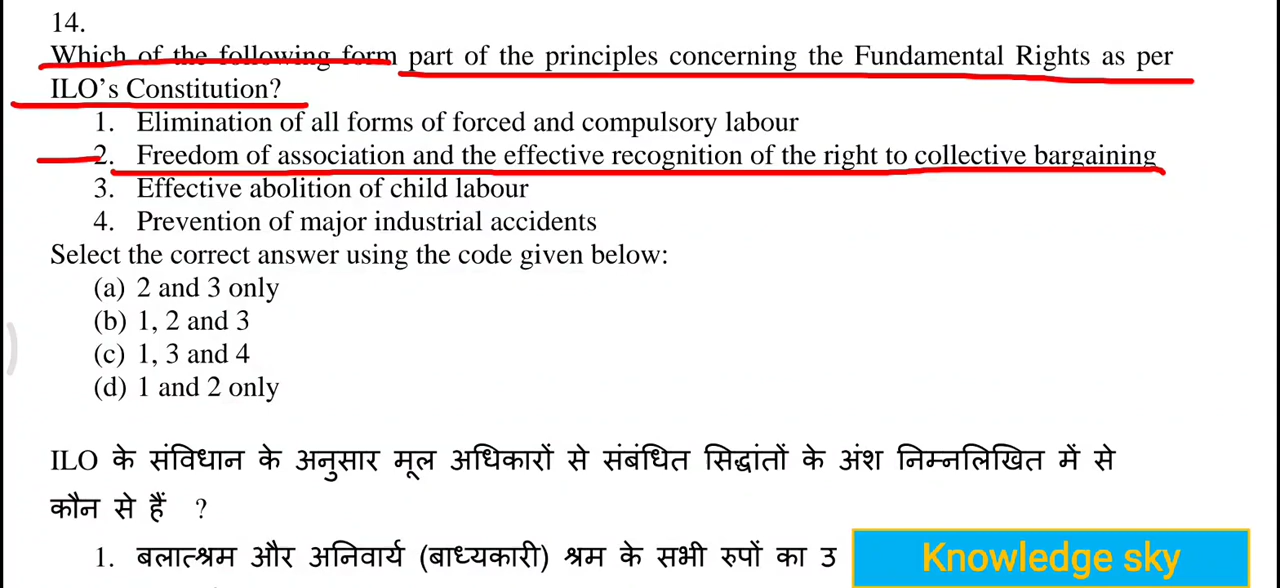 14.
Which of the following form part of the principles concerning the Fundamental Rights as per
ILO's Constitution?
1. Elimination of all forms of forced and compulsory labour
2. Freedom of association and the effective recognition of the right to collective bargaining
3. Effective abolition of child labour
4. Prevention of major industrial accidents
Select the correct answer using the code given below:
(a) 2 and 3 only
(b) 1, 2 and 3
(c) 1, 3 and 4
(d) 1 and 2 only
ILO के संविधान के अनुसार मूल अधिकारों से संबंधित सिद्धांतों के अंश निम्नलिखित में से
कौन से हैं ?
1. बलात्श्रम और अनिवार्य (बाध्यकारी) श्रम के सभी रुपों का उ
Knowledge sky